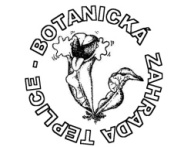 BOTANICKÁ ZAHRADA TEPLICE -